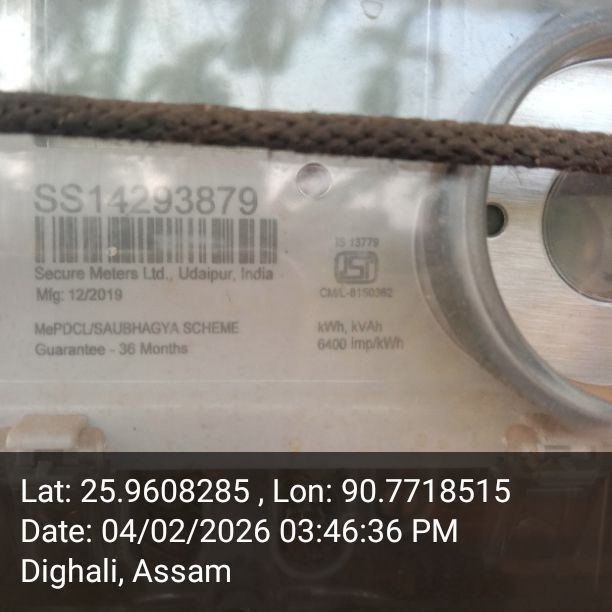 SS14293879
Secure Meters Ltd., Udaipur, India
Mfg: 12/2019
MePDCL/SAUBHAGYA SCHEME
Guarantee - 36 Months
IS 13779
ISI
CM/L-8150362
kWh, kVAh
6400 imp/kWh
Lat: 25.9608285 , Lon: 90.7718515
Date: 04/02/2026 03:46:36 PM
Dighali, Assam